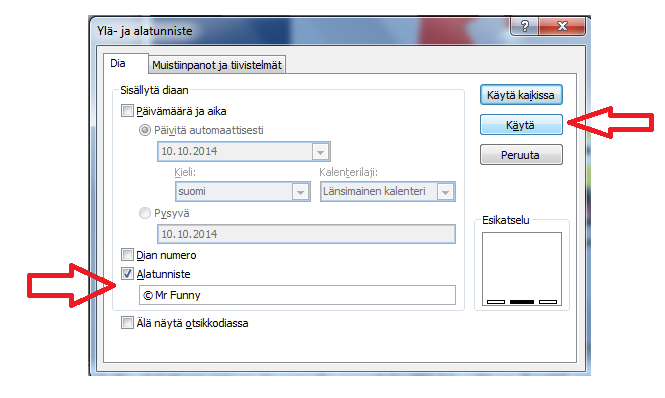 Ylä- ja alatunniste
?
Dia
Muistiinpanot ja tiivistelmät
Sisällytä diaan
Käytä kaikissa
Päivämäärä ja aika
Päivitä automaattisesti
Käytä
10.10.2014
Peruuta
Kieli:
Kalenterilaji:
suomi
Länsimainen kalenteri
Pysyvä
Esikatselu
10.10.2014
Dian numero
Alatunniste
© Mr Funny
Älä näytä otsikkodiassa